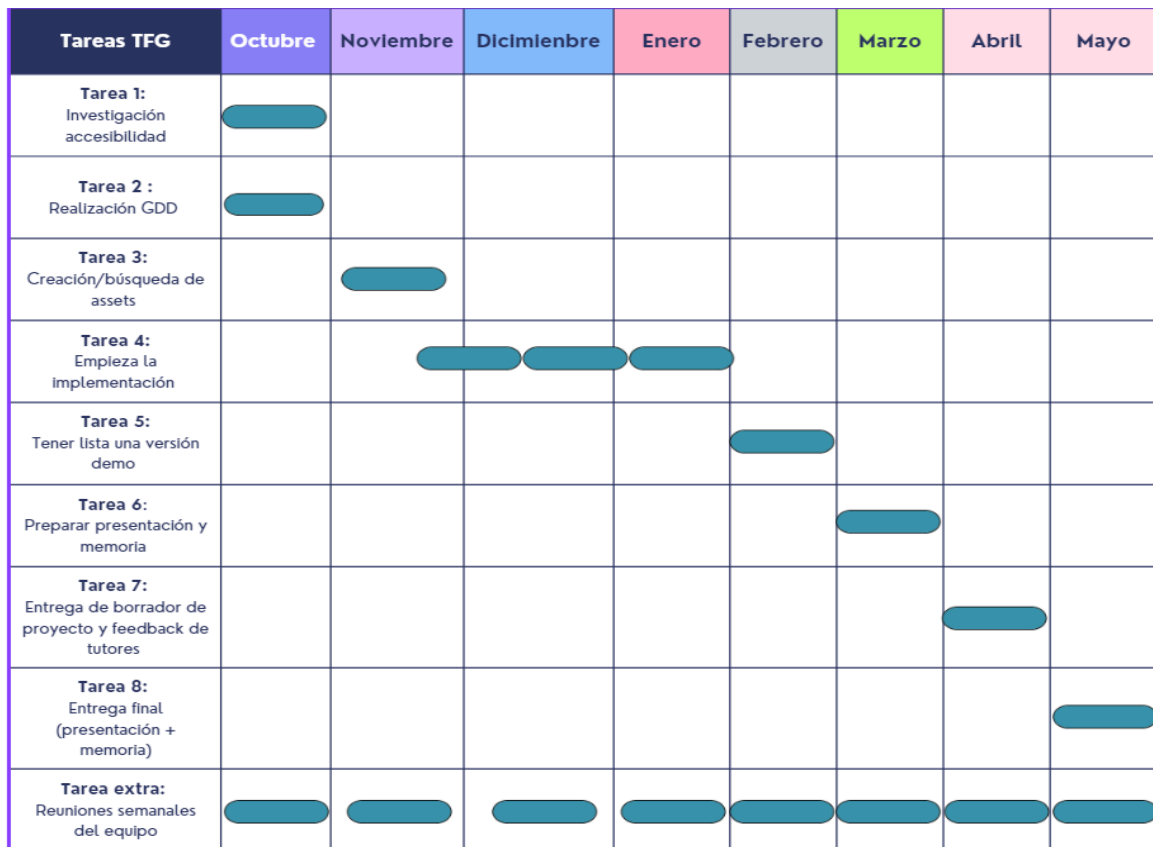 Tareas TFG Octubre Noviembre Dicimienbre Enero Febrero Marzo Abril Mayo
Tarea 1:
Investigación
accesibilidad
Tarea 2 :
Realización GDD
Tarea 3:
Creación/búsqueda de
assets
Tarea 4:
Empieza la
implementación
Tarea 5:
Tener lista una versión
demo
Tarea 6:
Preparar presentación y
memoria
Tarea 7:
Entrega de borrador de
proyecto y feedback de
tutores
Tarea 8:
Entrega final
(presentación +
memoria)
Tarea extra:
Reuniones semanales
del equipo